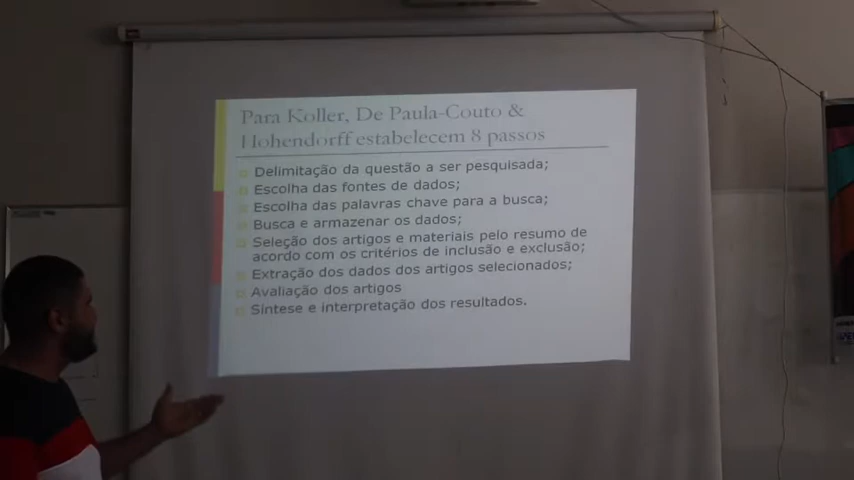 Para Koller, De Paula-Couto &
Hohendorff estabelecem 8 passos
Delimitação da questão a ser pesquisada;
Escolha das fontes de dados;
Escolha das palavras chave para a busca;
Busca e armazenar os dados;
Seleção dos artigos e materiais pelo resumo de
acordo com os critérios de inclusão e exclusão;
Extração dos dados dos artigos selecionados;
Avaliação dos artigos
Síntese e interpretação dos resultados.